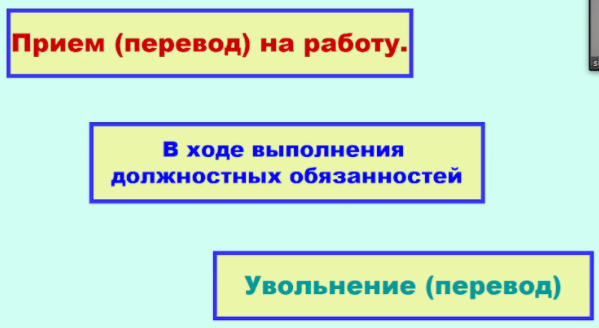 Прием (перевод) на работу.
В ходе выполнения
должностных обязанностей
Увольнение (перевод)